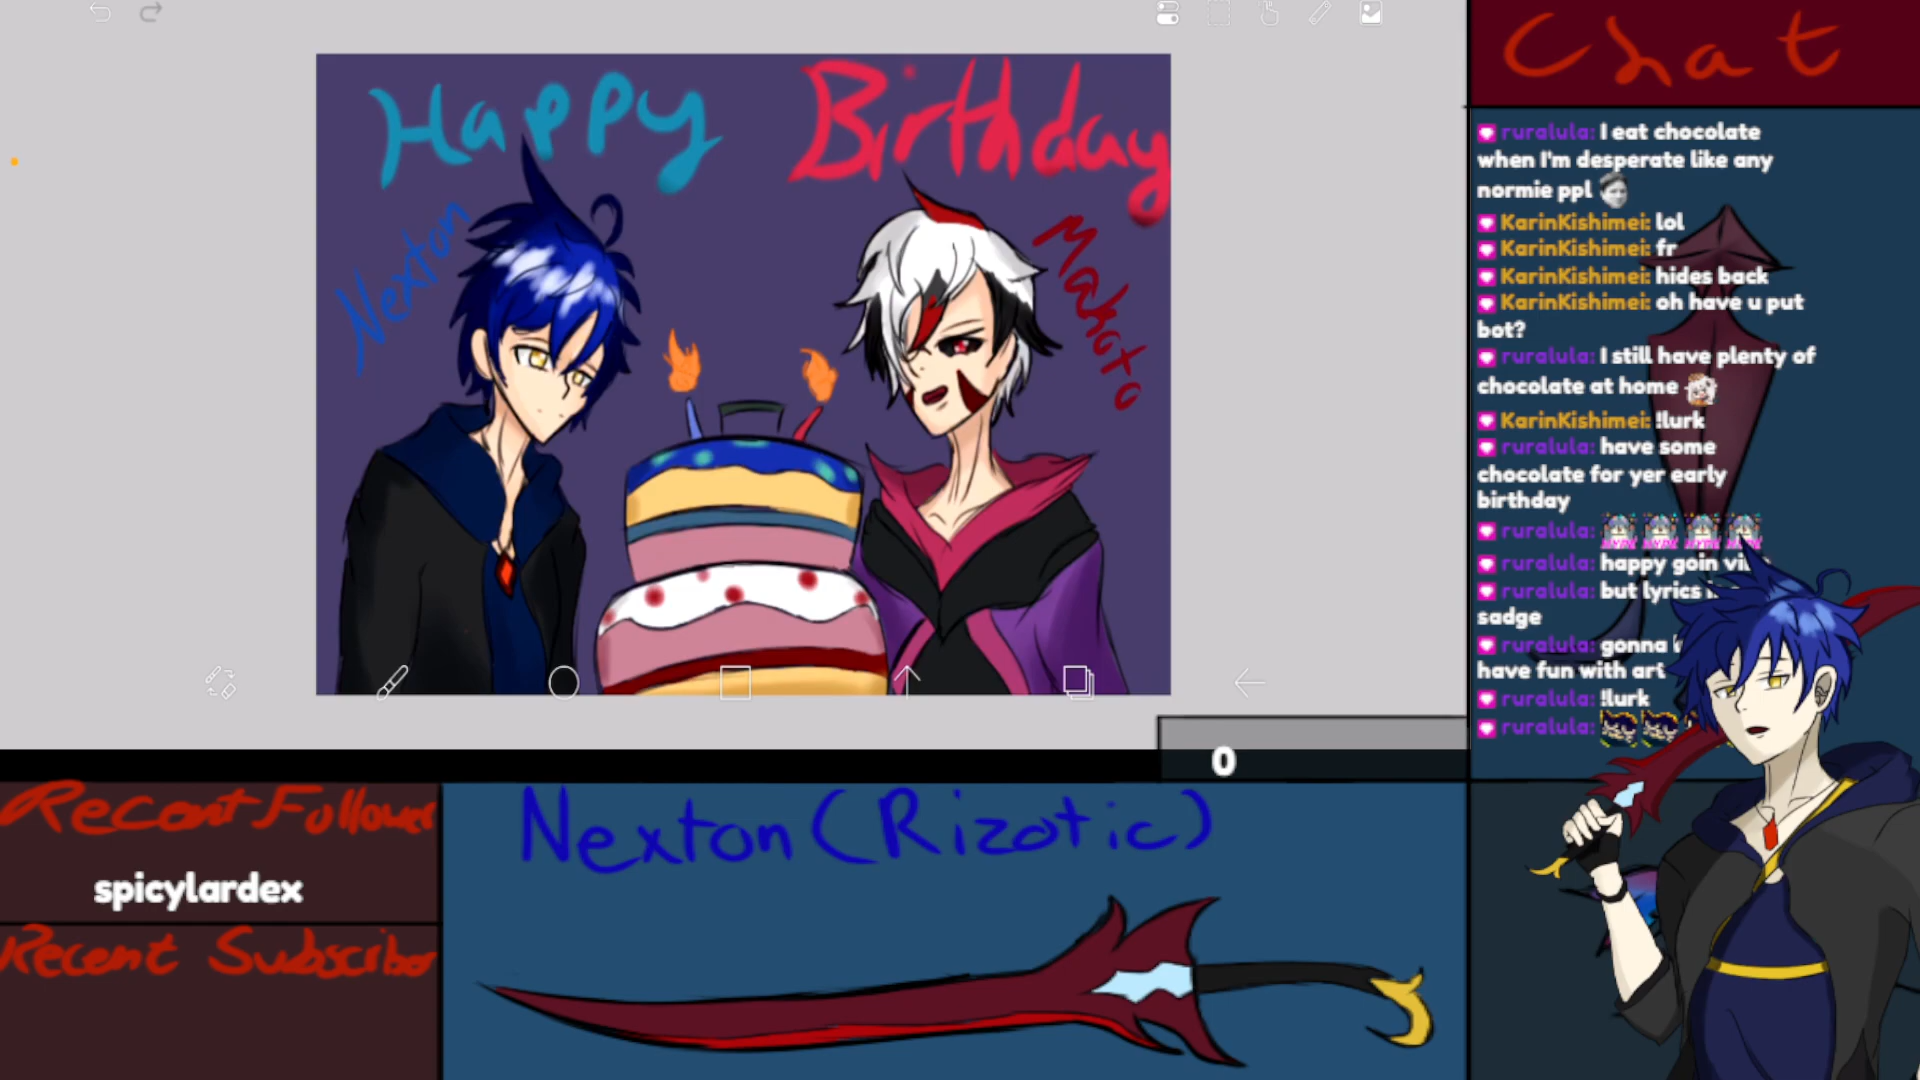 Happy Birthday
Nexton
Makoto
Chat
ruralula: I eat chocolate
when I'm desperate like any
normie ppl
KarinKishimei: lol
KarinKishimei: fr
KarinKishimei: hides back
KarinKishimei: oh have u put
bot?
ruralula: I still have plenty of
chocolate at home
KarinKishimei: !lurk
ruralula: have some
chocolate for yer early
birthday
ruralula:
ruralula: happy goin
ruralula: but lyrics
sadge
ruralula: gonna
have fun with art
ruralula: !lurk
ruralula:
0
Recent Follower
spicylardex
Recent Subscriber
Nexton (Rizotic)